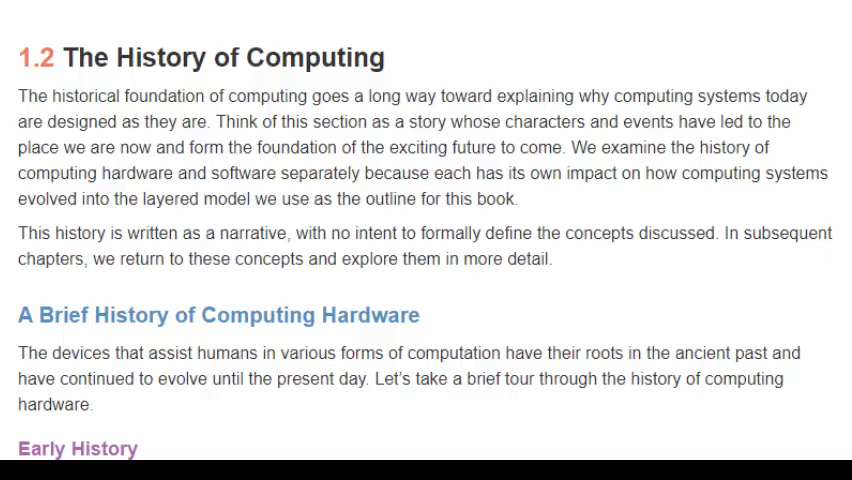 1.2 The History of Computing
The historical foundation of computing goes a long way toward explaining why computing systems today
are designed as they are. Think of this section as a story whose characters and events have led to the
place we are now and form the foundation of the exciting future to come. We examine the history of
computing hardware and software separately because each has its own impact on how computing systems
evolved into the layered model we use as the outline for this book.
This history is written as a narrative, with no intent to formally define the concepts discussed. In subsequent
chapters, we return to these concepts and explore them in more detail.
A Brief History of Computing Hardware
The devices that assist humans in various forms of computation have their roots in the ancient past and
have continued to evolve until the present day. Let’s take a brief tour through the history of computing
hardware.
Early History